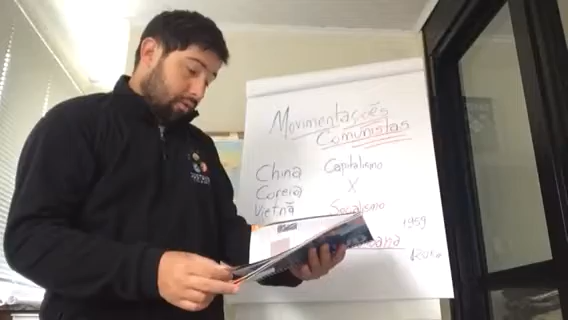 Movimentações
Comunistas
China
Coreia
Vietnã
Capitalismo
X
Socialismo
1959